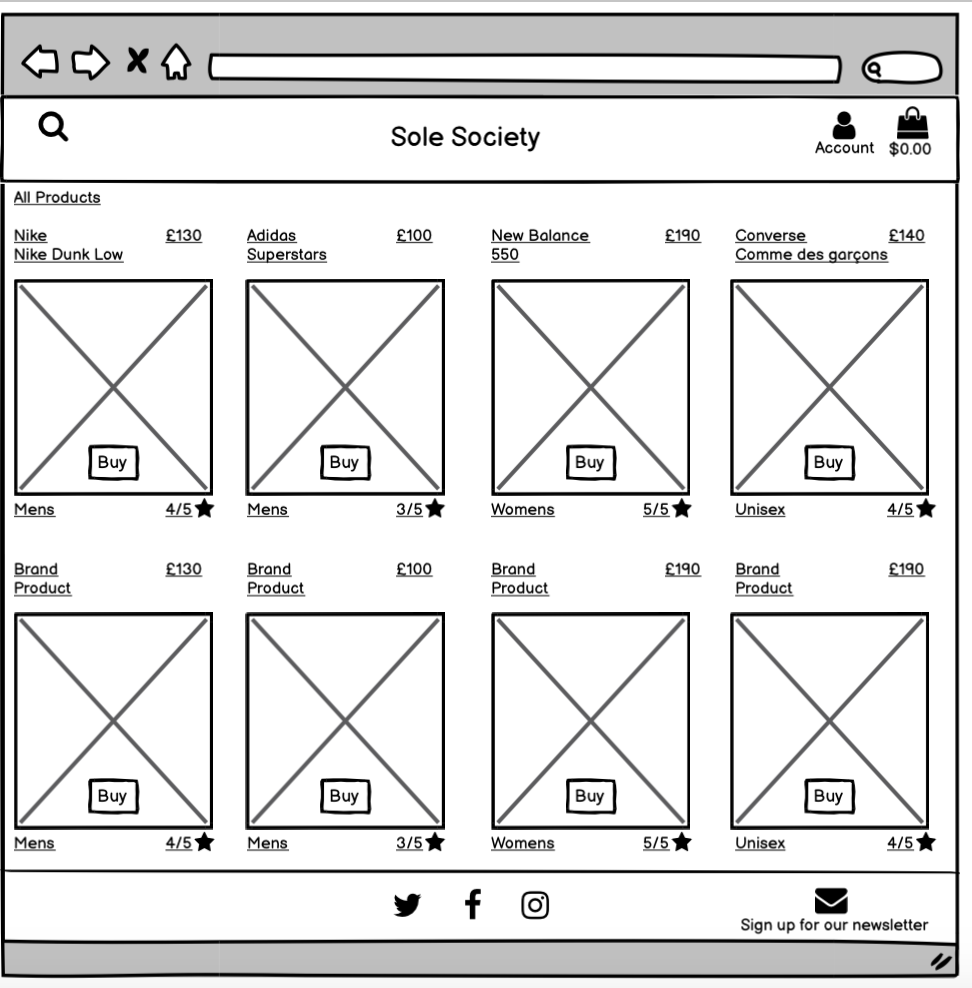 Sole Society
Account
$0.00
All Products
Nike £130
Nike Dunk Low
Adidas £100
Superstars
New Balance £190
550
Converse £140
Comme des garçons
Buy
Buy
Buy
Buy
Mens 4/5
Mens 3/5
Womens 5/5
Unisex 4/5
Brand £130
Product
Brand £100
Product
Brand £190
Product
Brand £190
Product
Buy
Buy
Buy
Buy
Mens 4/5
Mens 3/5
Womens 5/5
Unisex 4/5
Sign up for our newsletter